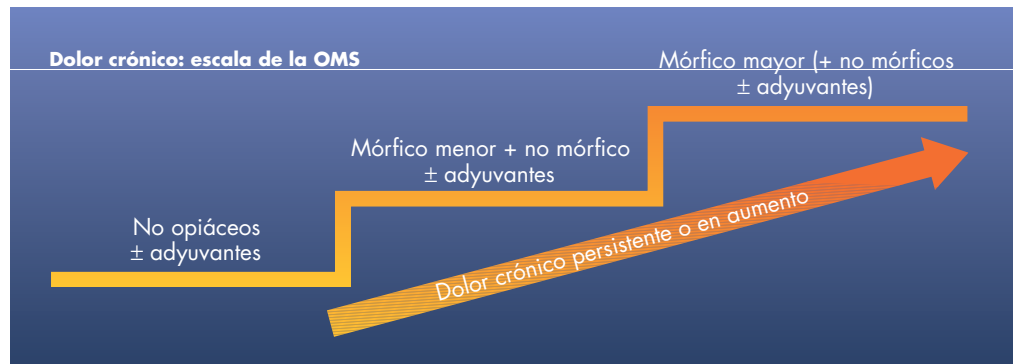 Dolor crónico: escala de la OMS
Mórfico mayor (+ no mórficos
± adyuvantes)
Mórfico menor + no mórfico
± adyuvantes
No opiáceos
± adyuvantes
Dolor crónico persistente o en aumento